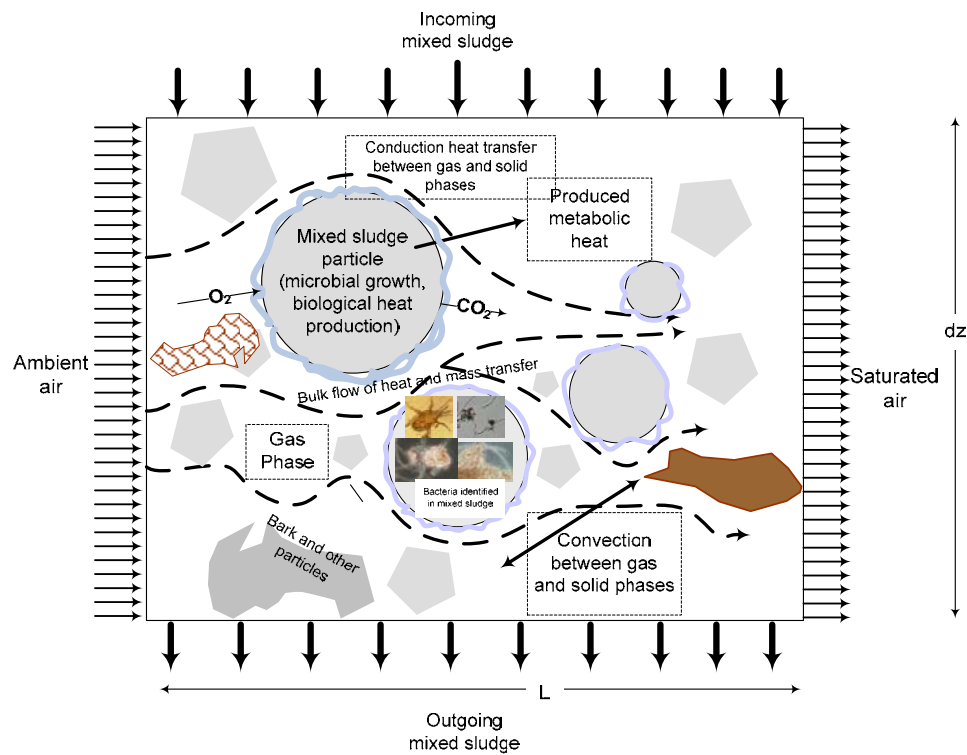 Incoming
mixed sludge
Conduction heat transfer
between gas and solid
phases
Produced
metabolic
heat
Mixed sludge
particle
(microbial growth,
biological heat
production)
O2
CO2
dz
Ambient
air
Bulk flow of heat and mass transfer
Saturated
air
Gas
Phase
Bacteria identified
in mixed sludge
Bark and other
particles
Convection
between gas
and solid phases
L
Outgoing
mixed sludge